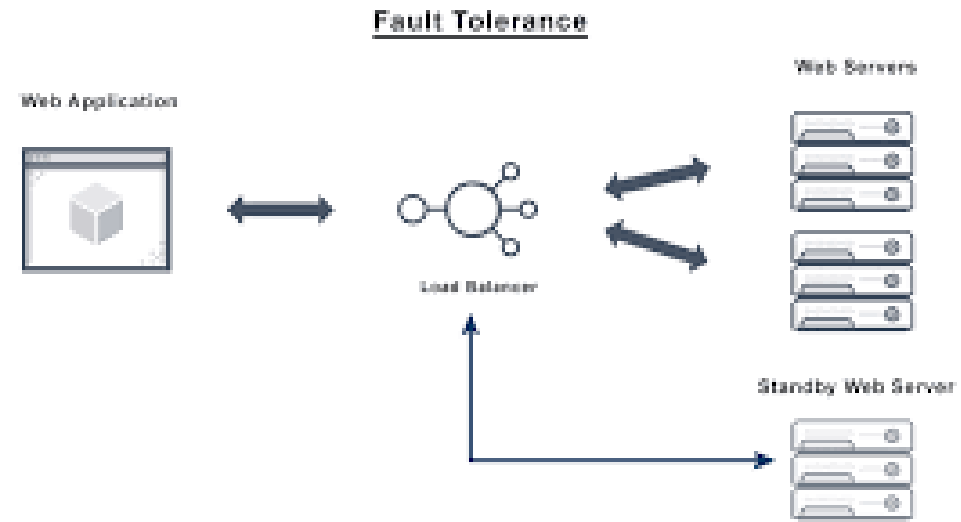 Fault Tolerance
Web Servers
Web Application
Load Balancer
Standby Web Server